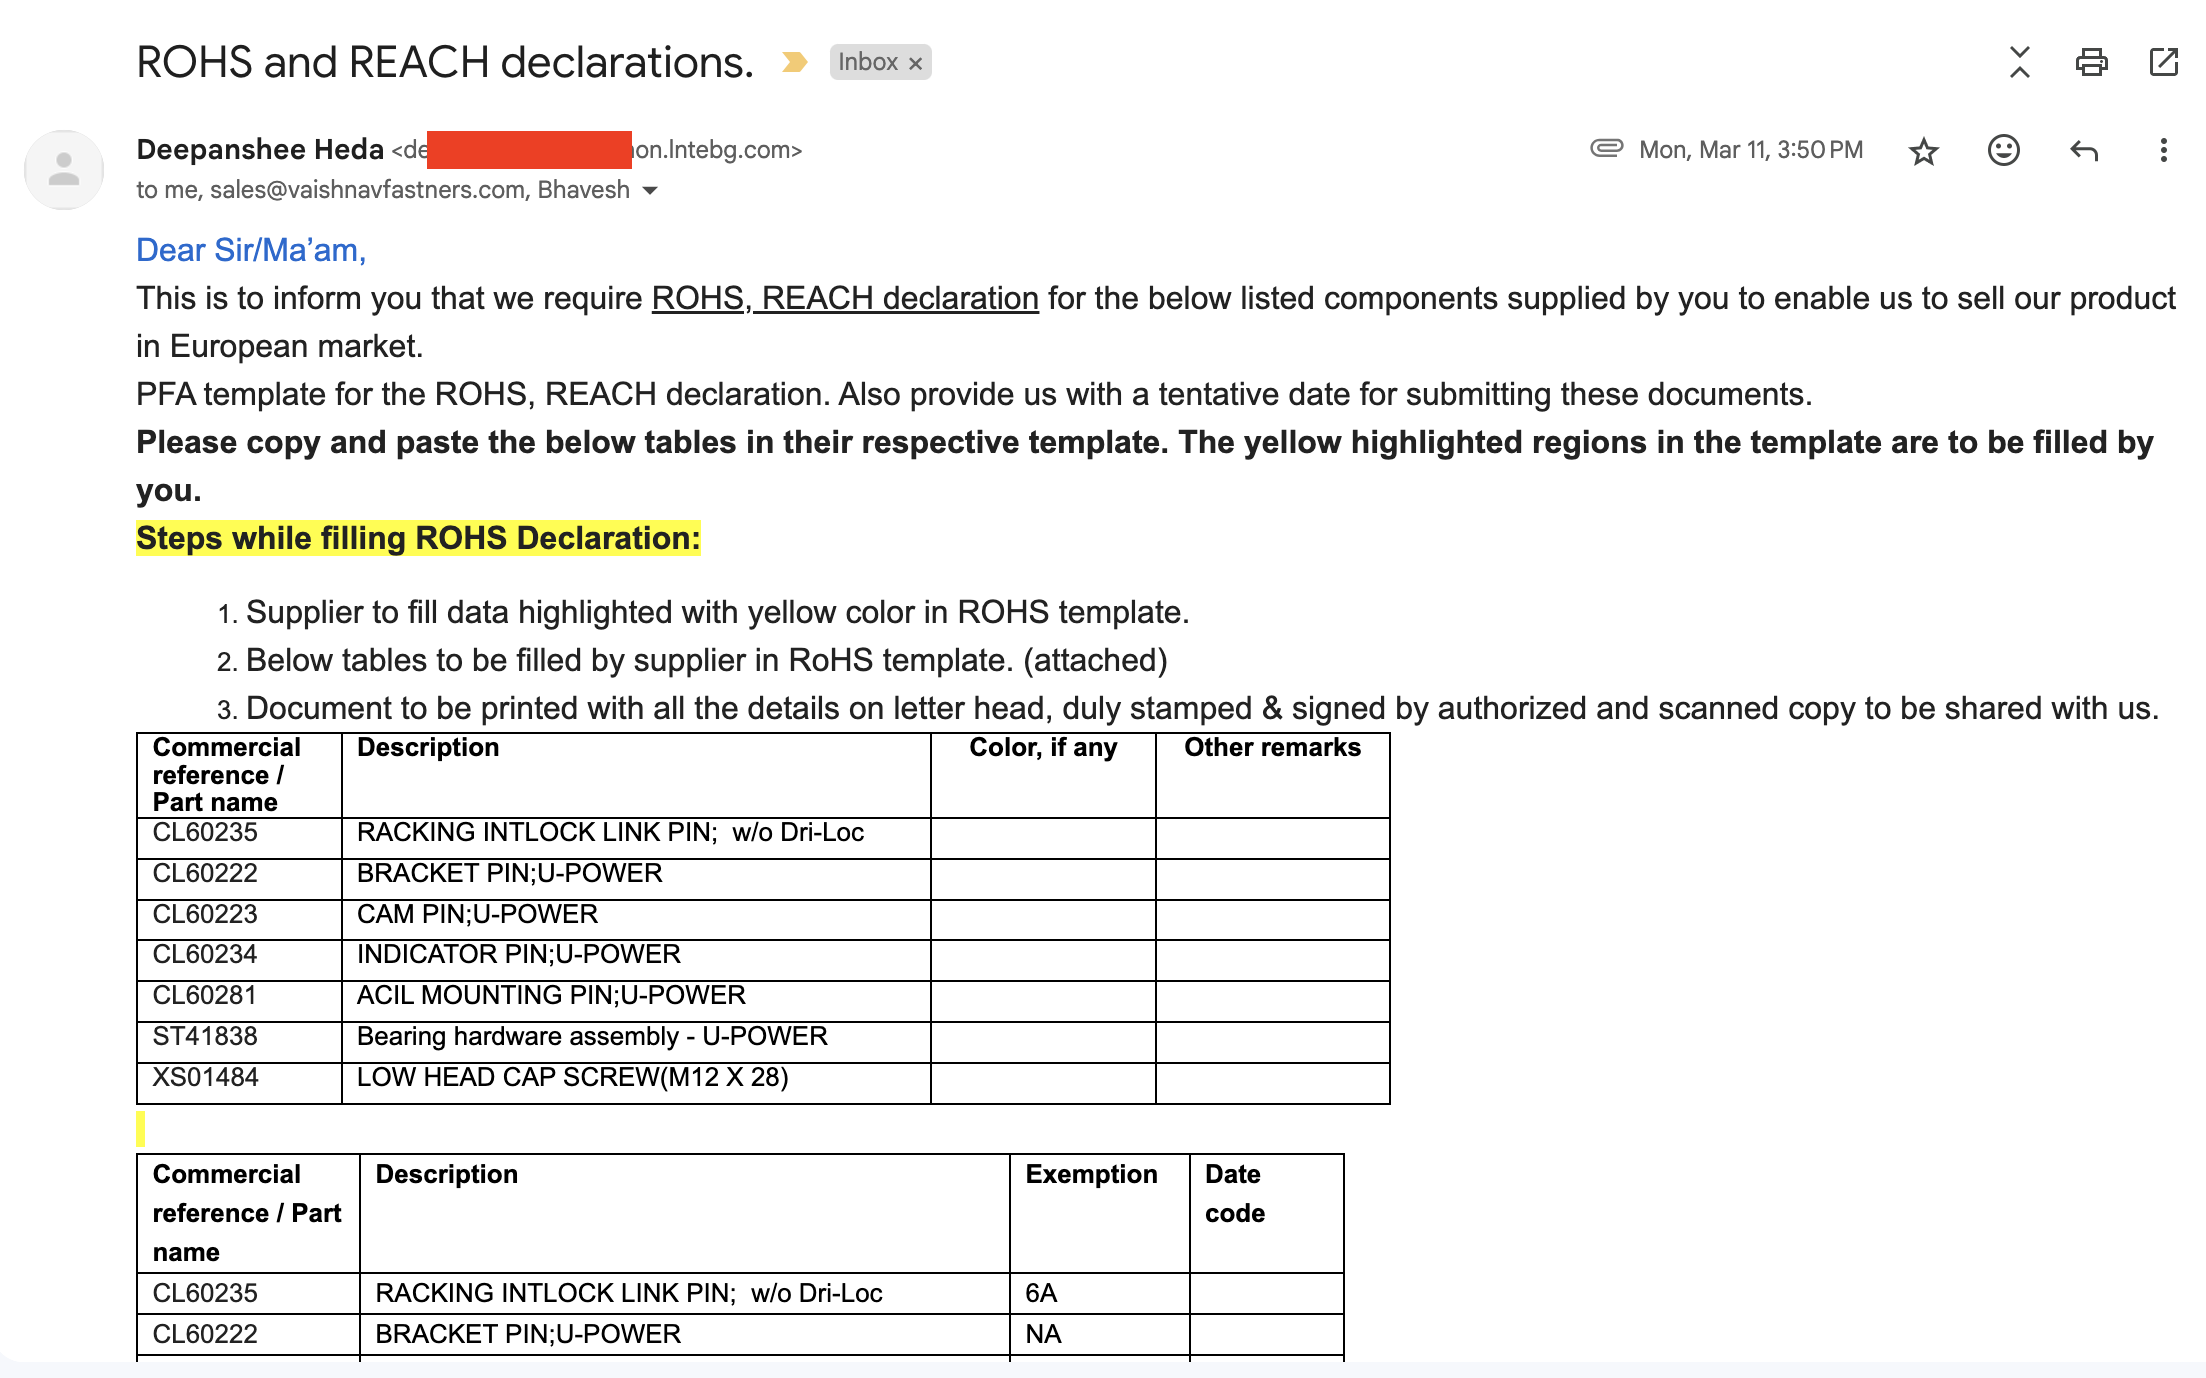 ROHS and REACH declarations.
Inbox ×
Deepanshee Heda <de on.lntebg.com>
Mon, Mar 11, 3:50 PM
to me, sales@vaishnavfastners.com, Bhavesh
Dear Sir/Ma’am,
This is to inform you that we require ROHS, REACH declaration for the below listed components supplied by you to enable us to sell our product
in European market.
PFA template for the ROHS, REACH declaration. Also provide us with a tentative date for submitting these documents.
Please copy and paste the below tables in their respective template. The yellow highlighted regions in the template are to be filled by
you.
Steps while filling ROHS Declaration:
1. Supplier to fill data highlighted with yellow color in ROHS template.
2. Below tables to be filled by supplier in RoHS template. (attached)
3. Document to be printed with all the details on letter head, duly stamped & signed by authorized and scanned copy to be shared with us.
Commercial reference / Part name Description Color, if any Other remarks
CL60235 RACKING INTLOCK LINK PIN; w/o Dri-Loc
CL60222 BRACKET PIN;U-POWER
CL60223 CAM PIN;U-POWER
CL60234 INDICATOR PIN;U-POWER
CL60281 ACIL MOUNTING PIN;U-POWER
ST41838 Bearing hardware assembly - U-POWER
XS01484 LOW HEAD CAP SCREW(M12 X 28)
Commercial reference / Part name Description Exemption Date code
CL60235 RACKING INTLOCK LINK PIN; w/o Dri-Loc 6A
CL60222 BRACKET PIN;U-POWER NA